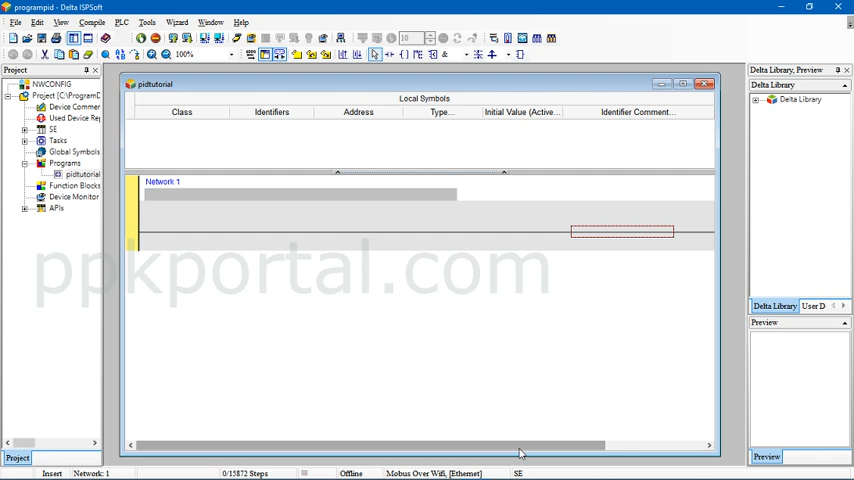 programpid - Delta ISPSoft
File Edit View Compile PLC Tools Wizard Window Help
100%
10
&
Project
NWCONFIG
Project [C:\ProgramD
Device Commer
Used Device Rep
SE
Tasks
Global Symbols
Programs
pidtutorial
Function Blocks
Device Monitor
APIs
Project
pidtutorial
Local Symbols
Class Identifiers Address Type... Initial Value (Active... Identifier Comment...
Network 1
ppkportal.com
Delta Library, Preview
Delta Library
Delta Library
Delta Library User D
Preview
Preview
Insert Network: 1 0/15872 Steps Offline Mobus Over Wifi, [Ethernet] SE